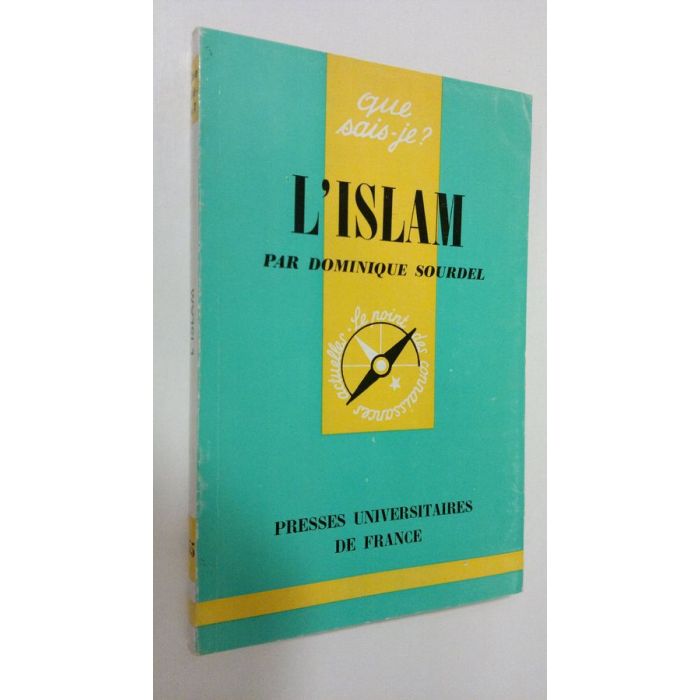 que
sais-je?
L'ISLAM
PAR DOMINIQUE SOURDEL
le point des connaissances actuelles
PRESSES UNIVERSITAIRES
DE FRANCE
L'ISLAM